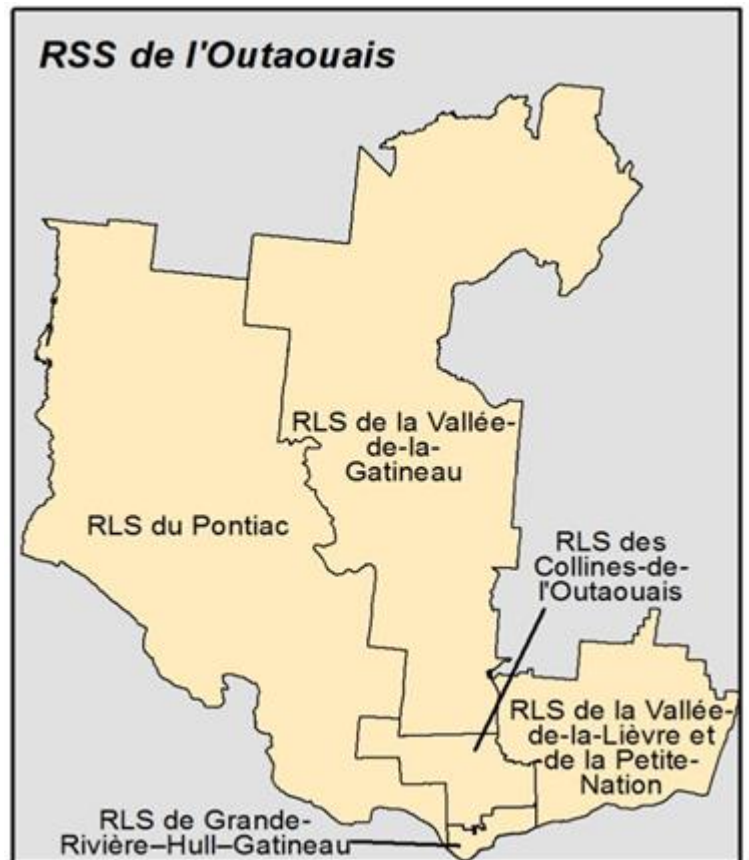 RSS de l'Outaouais
RLS de la Vallée-
de-la-
Gatineau
RLS du Pontiac
RLS des
Collines-de-
l'Outaouais
RLS de la Vallée-
de-la-Lièvre et
de la Petite-
Nation
RLS de Grande-
Rivière–Hull–Gatineau